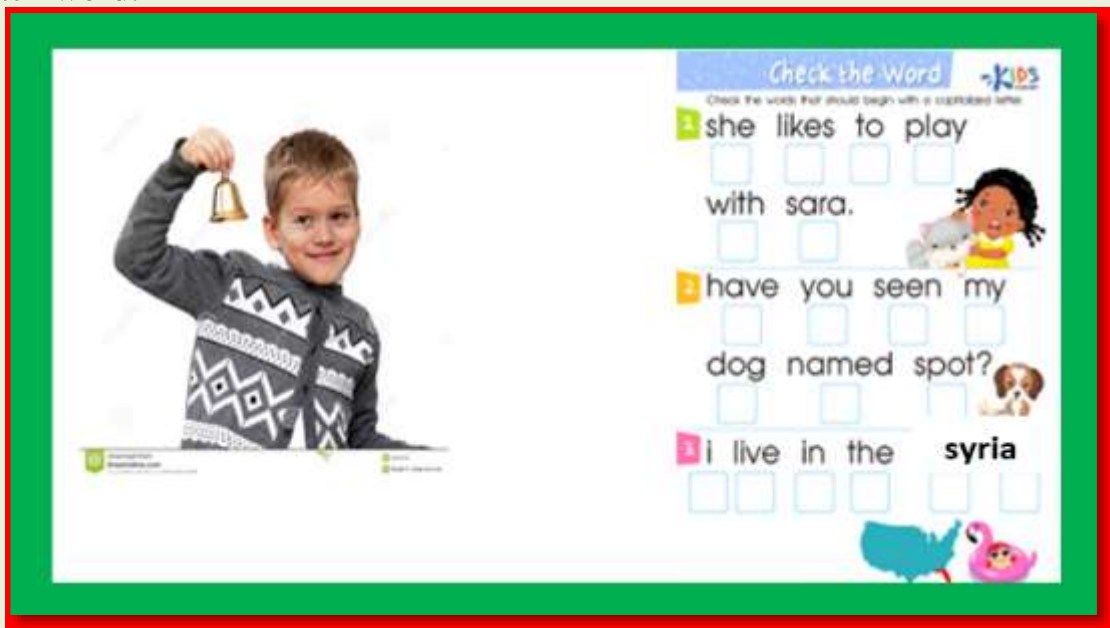 Check the Word
KIDS
Check the words that should begin with a capitalized letter.
1 she likes to play
with sara.
2 have you seen my
dog named spot?
3 i live in the syria